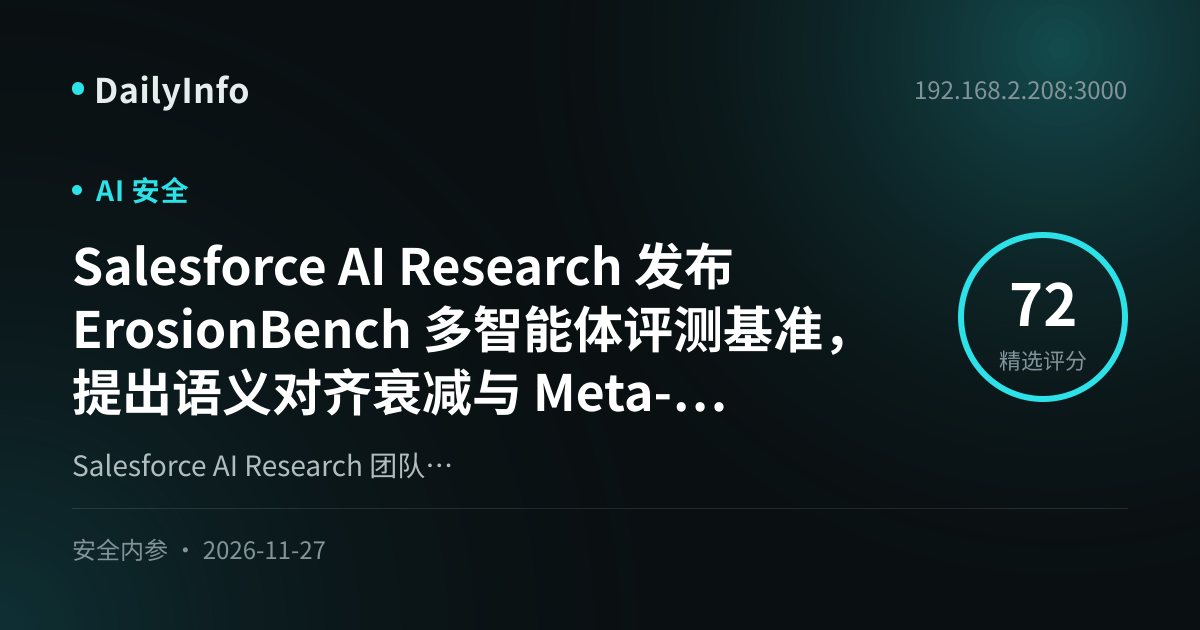 DailyInfo
192.168.2.208:3000
AI 安全
Salesforce AI Research 发布
ErosionBench 多智能体评测基准，
提出语义对齐衰减与 Meta-…
72
精选评分
Salesforce AI Research 团队…
安全内参 · 2026-11-27